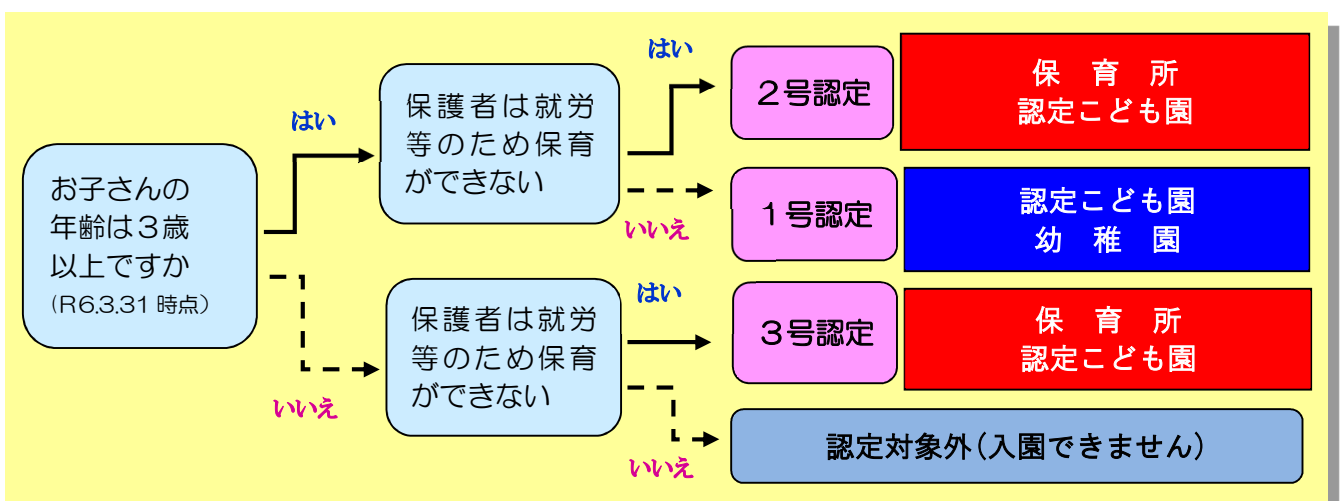 お子さんの
年齢は３歳
以上ですか
（R6.3.31 時点）
はい
保護者は就労
等のため保育
ができない
はい
２号認定
保　育　所
認定こども園
いいえ
１号認定
認定こども園
幼　稚　園
いいえ
保護者は就労
等のため保育
ができない
はい
３号認定
保　育　所
認定こども園
いいえ
認定対象外（入園できません）